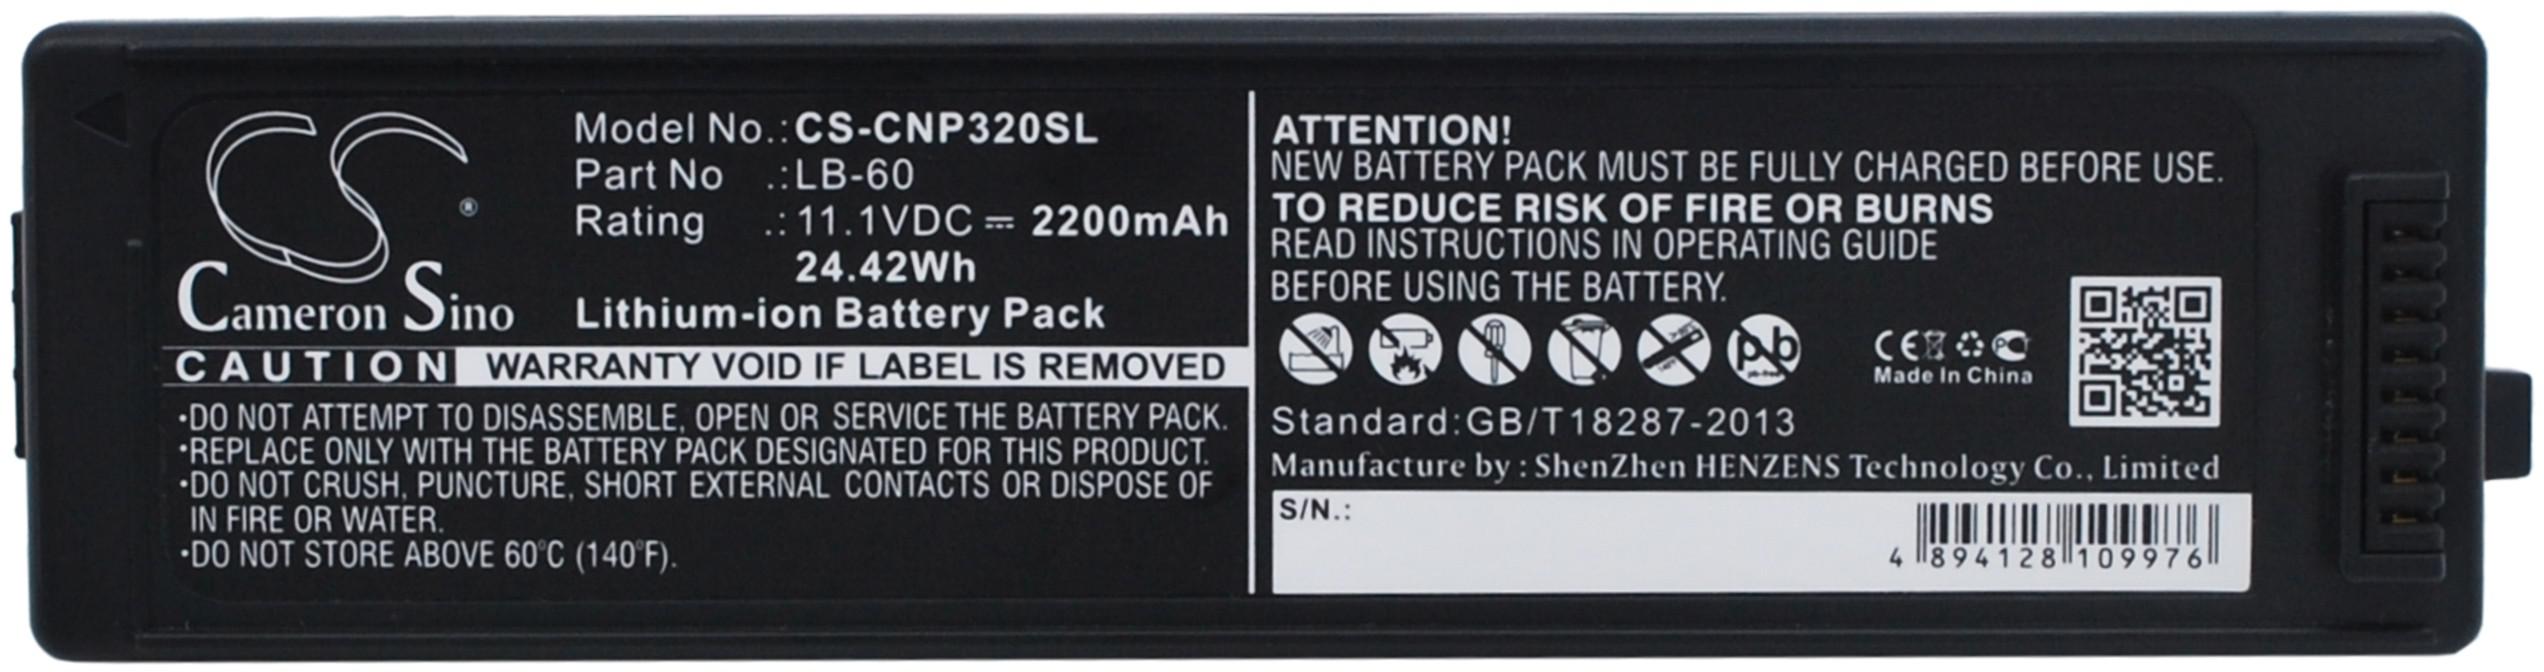 Cameron Sino
®
Model No.:CS-CNP320SL
Part No .:LB-60
Rating .:11.1VDC ⎓ 2200mAh
24.42Wh
Lithium-ion Battery Pack
CAUTION WARRANTY VOID IF LABEL IS REMOVED
·DO NOT ATTEMPT TO DISASSEMBLE, OPEN OR SERVICE THE BATTERY PACK.
·REPLACE ONLY WITH THE BATTERY PACK DESIGNATED FOR THIS PRODUCT.
·DO NOT CRUSH, PUNCTURE, SHORT EXTERNAL CONTACTS OR DISPOSE OF
IN FIRE OR WATER.
·DO NOT STORE ABOVE 60°C (140°F).
ATTENTION!
NEW BATTERY PACK MUST BE FULLY CHARGED BEFORE USE.
TO REDUCE RISK OF FIRE OR BURNS
READ INSTRUCTIONS IN OPERATING GUIDE
BEFORE USING THE BATTERY.
pb
pb-free
CE
Made In China
Standard:GB/T18287-2013
Manufacture by : ShenZhen HENZENS Technology Co., Limited
S/N.:
4 894128 109976